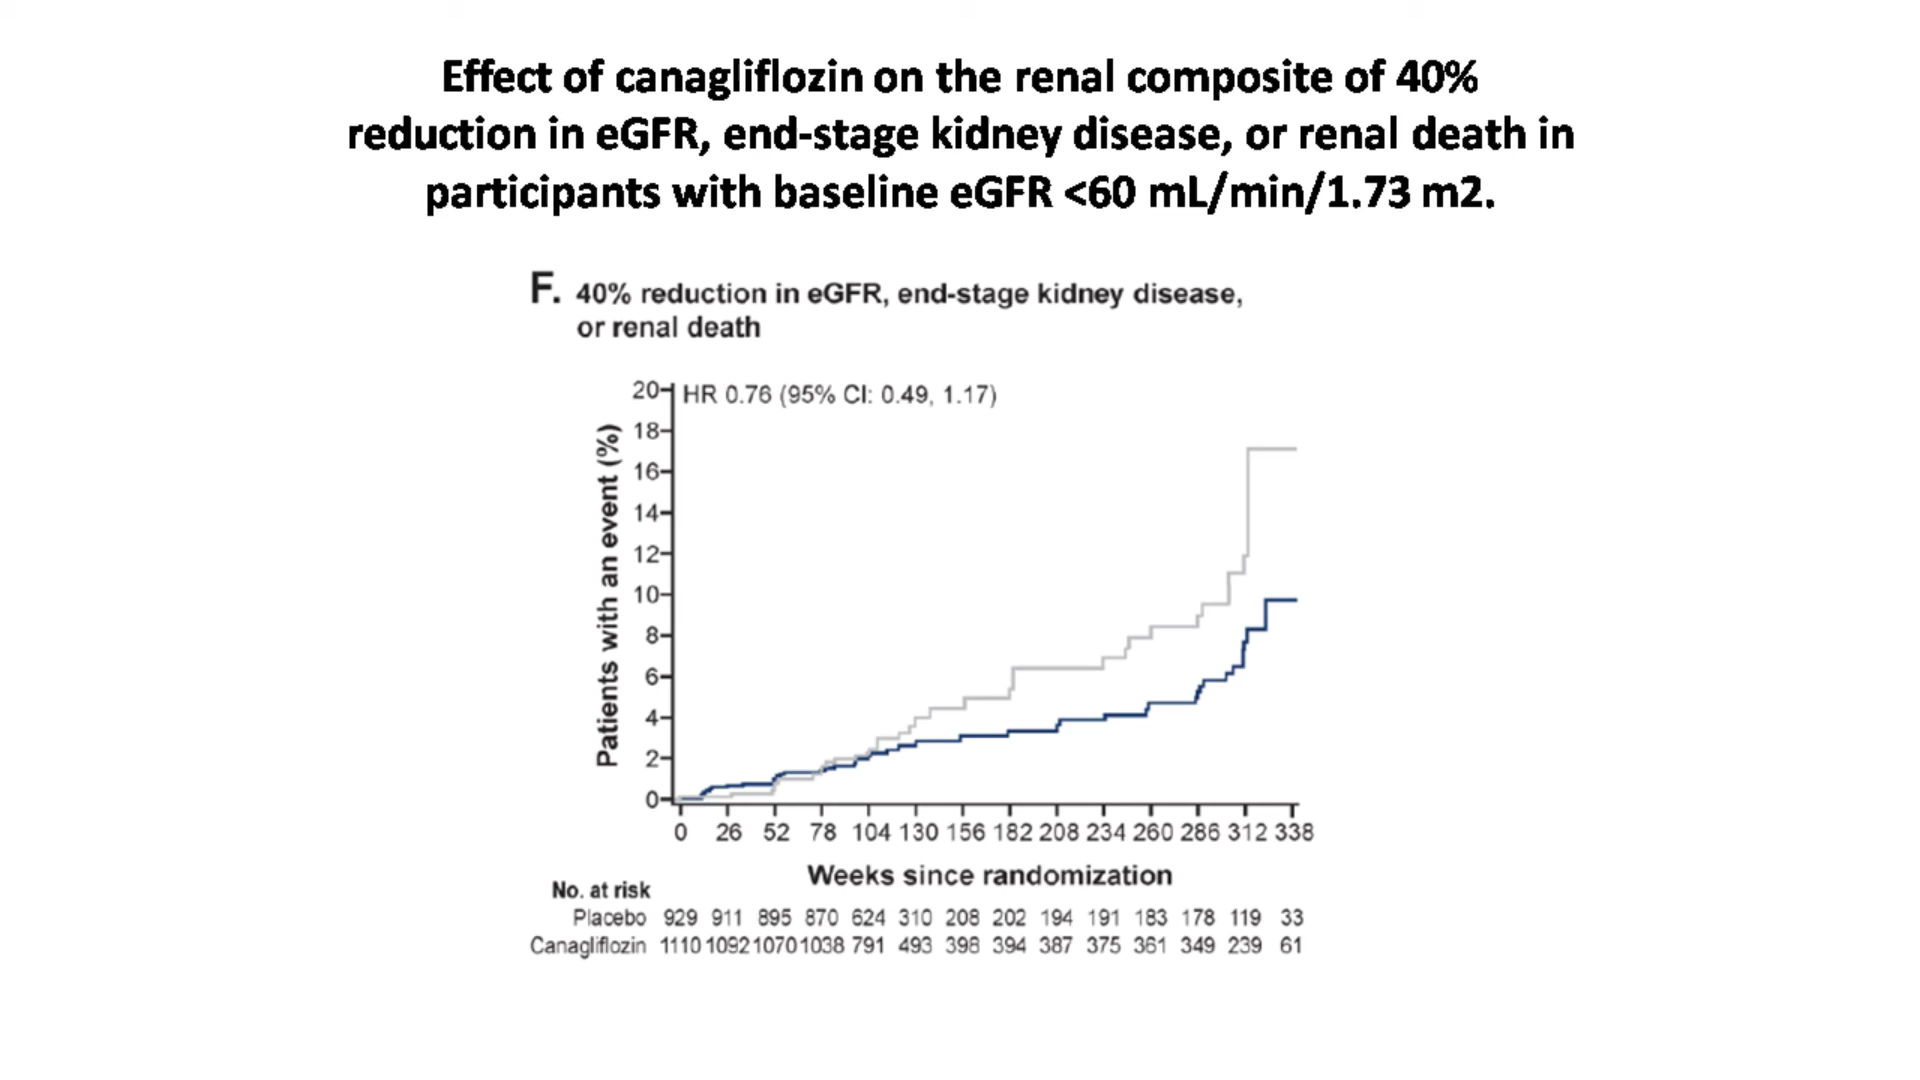 Effect of canagliflozin on the renal composite of 40%
reduction in eGFR, end-stage kidney disease, or renal death in
participants with baseline eGFR <60 mL/min/1.73 m2.
F. 40% reduction in eGFR, end-stage kidney disease,
or renal death
HR 0.76 (95% CI: 0.49, 1.17)
Patients with an event (%)
20
18
16
14
12
10
8
6
4
2
0
0 26 52 78 104 130 156 182 208 234 260 286 312 338
Weeks since randomization
No. at risk
Placebo 929 911 895 870 624 310 208 202 194 191 183 178 119 33
Canagliflozin 1110 1092 1070 1038 791 493 398 394 387 375 361 349 239 61